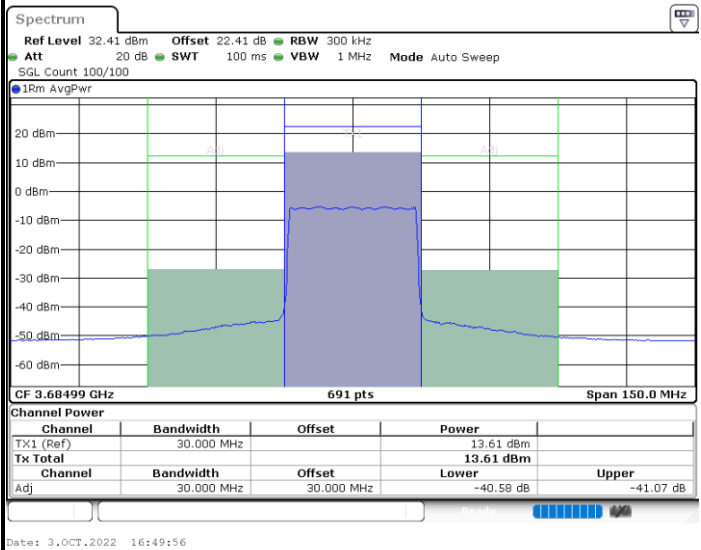 Spectrum
Ref Level 32.41 dBm Offset 22.41 dB RBW 300 kHz
Att 20 dB SWT 100 ms VBW 1 MHz Mode Auto Sweep
SGL Count 100/100
1Rm AvgPwr
TX1
20 dBm
Adj Adj
10 dBm
0 dBm
-10 dBm
-20 dBm
-30 dBm
-40 dBm
-50 dBm
-60 dBm
CF 3.68499 GHz 691 pts Span 150.0 MHz
Channel Power
Channel Bandwidth Offset Power
TX1 (Ref) 30.000 MHz 13.61 dBm
Tx Total 13.61 dBm
Channel Bandwidth Offset Lower Upper
Adj 30.000 MHz 30.000 MHz -40.58 dB -41.07 dB
Ready
Date: 3.OCT.2022 16:49:56